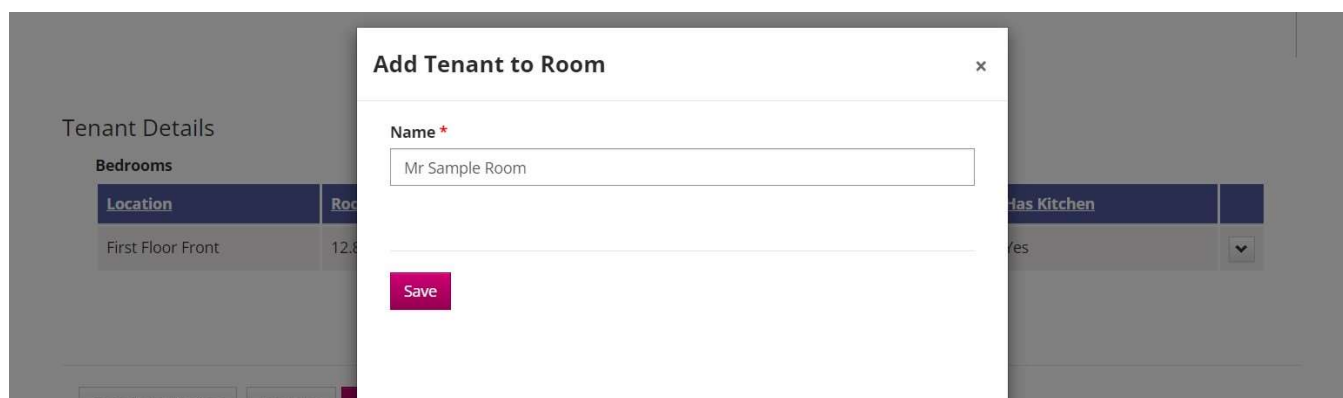 Add Tenant to Room ×
Tenant Details
Name *
Bedrooms
Mr Sample Room
Location Has Kitchen
First Floor Front Yes
Save